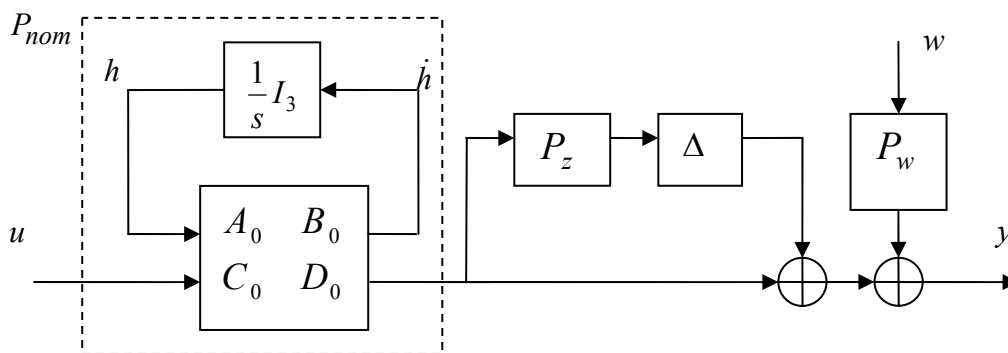 P_nom
h
1/s I_3
ḣ
w
P_z
Δ
P_w
u
A_0 B_0
C_0 D_0
y